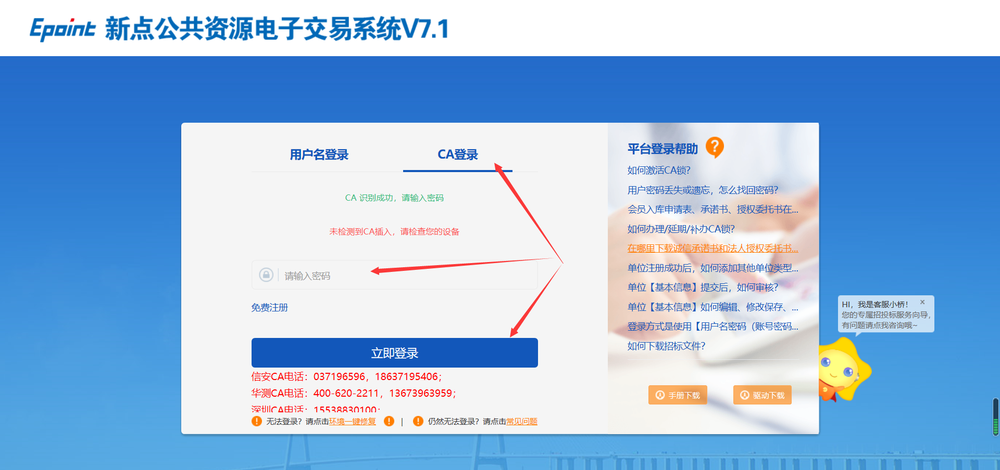 Epoint 新点公共资源电子交易系统V7.1
用户名登录
CA登录
CA 识别成功，请输入密码
未检测到CA插入，请检查您的设备
请输入密码
免费注册
立即登录
信安CA电话：037196596，18637195406；
华测CA电话：400-620-2211，13673963959；
深圳CA电话：15538830100；
无法登录？请点击环境一键修复 | 仍然无法登录？请点击常见问题
平台登录帮助 ?
如何激活CA锁?
用户密码丢失或遗忘，怎么找回密码?
会员入库申请表、承诺书、授权委托书在...
如何办理/延期/补办CA锁?
在哪里下载诚信承诺书和法人授权委托书...
单位注册成功后，如何添加其他单位类型...
单位【基本信息】提交后，如何审核?
单位【基本信息】如何编辑、修改保存、...
登录方式是使用【用户名密码（账号密码...
如何下载招标文件?
手册下载
驱动下载
HI，我是客服小桥！ x
您的专属招投标服务向导，
有问题请点我咨询哦~